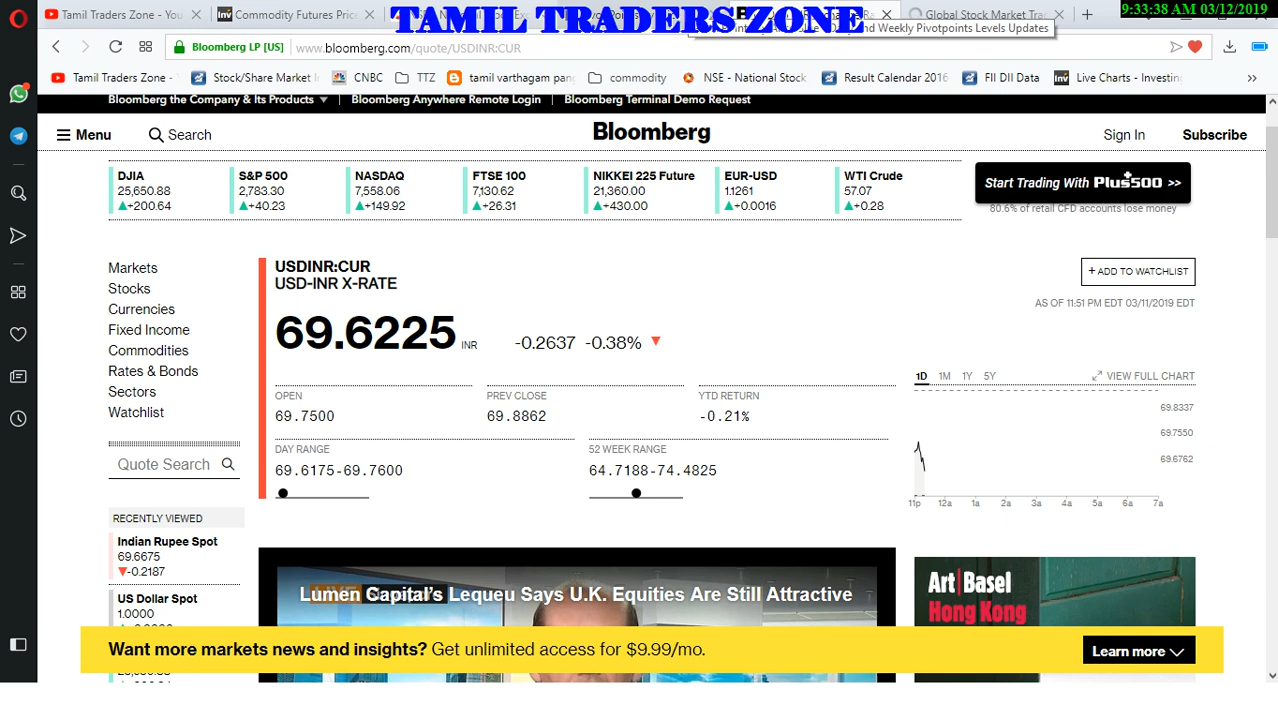 Tamil Traders Zone - You
Commodity Futures Pric
TAMIL TRADERS ZONE
Global Stock Market Tra
9:33:38 AM 03/12/2019
and Weekly Pivotpoints Levels Updates
Bloomberg LP [US]
www.bloomberg.com/quote/USDINR:CUR
Tamil Traders Zone -
Stock/Share Market
CNBC
TTZ
tamil varthagam pang
commodity
NSE - National Stock
Result Calendar 2016
FII DII Data
Live Charts - Investing
Bloomberg the Company & Its Products
Bloomberg Anywhere Remote Login
Bloomberg Terminal Demo Request
Menu
Search
Bloomberg
Sign In
Subscribe
DJIA
25,650.88
+200.64
S&P 500
2,783.30
+40.23
NASDAQ
7,558.06
+149.92
FTSE 100
7,130.62
+26.31
NIKKEI 225 Future
21,360.00
+430.00
EUR-USD
1.1261
+0.0016
WTI Crude
57.07
+0.28
Start Trading With Plus500 >>
80.6% of retail CFD accounts lose money
Markets
Stocks
Currencies
Fixed Income
Commodities
Rates & Bonds
Sectors
Watchlist
Quote Search
RECENTLY VIEWED
Indian Rupee Spot
69.6675
-0.2187
US Dollar Spot
1.0000
USDINR:CUR
USD-INR X-RATE
69.6225 INR -0.2637 -0.38%
OPEN
69.7500
PREV CLOSE
69.8862
YTD RETURN
-0.21%
DAY RANGE
69.6175-69.7600
52 WEEK RANGE
64.7188-74.4825
+ ADD TO WATCHLIST
AS OF 11:51 PM EDT 03/11/2019 EDT
1D 1M 1Y 5Y
VIEW FULL CHART
69.8337
69.7550
69.6762
11p 12a 1a 2a 3a 4a 5a 6a 7a
Lumen Capital's Lequeu Says U.K. Equities Are Still Attractive
Art Basel
Hong Kong
Want more markets news and insights? Get unlimited access for $9.99/mo.
Learn more